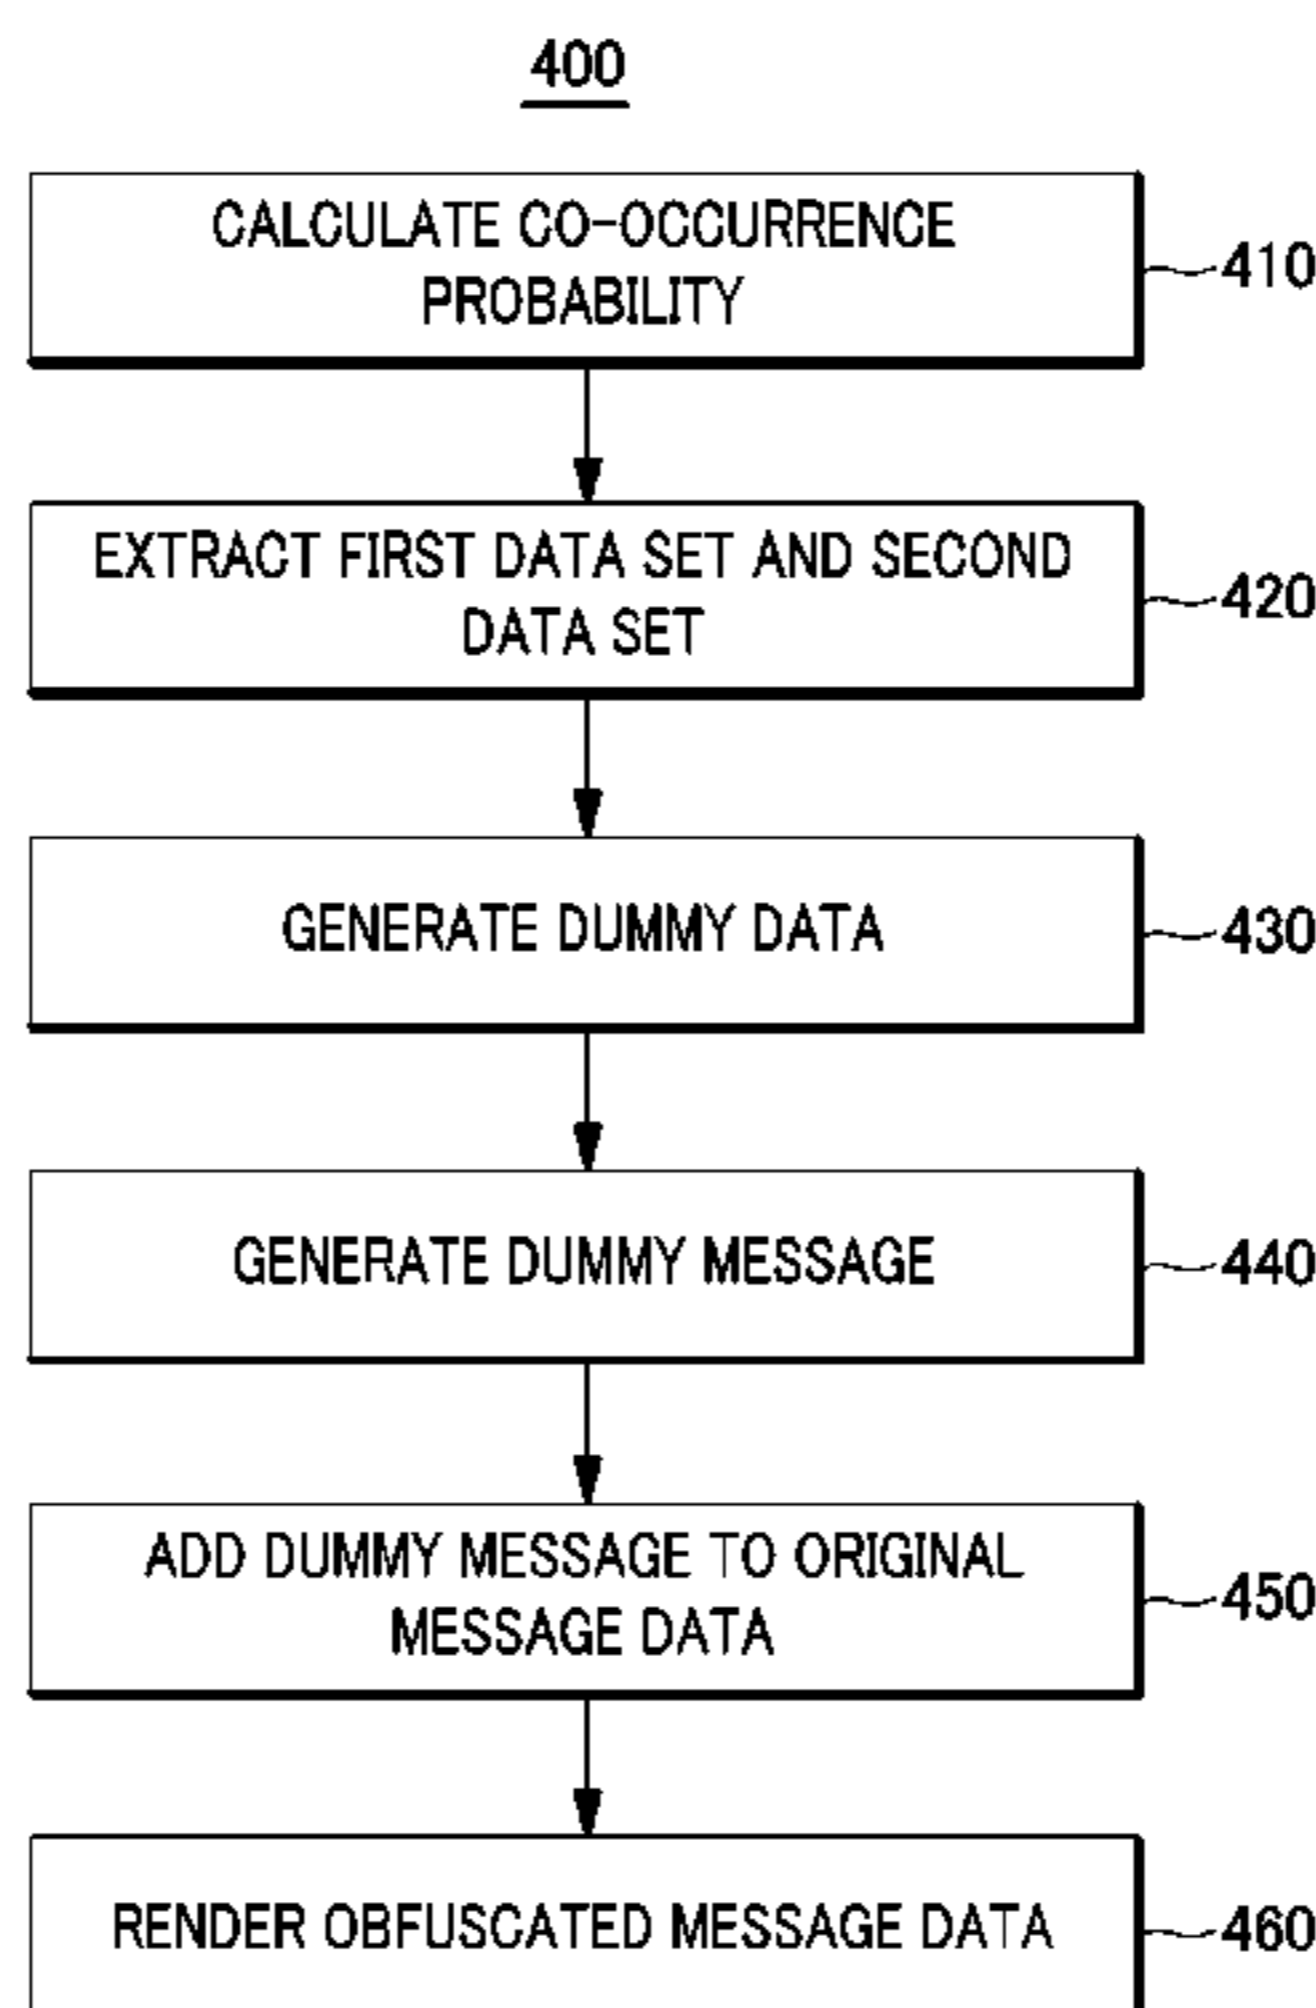 400
CALCULATE CO-OCCURRENCE
PROBABILITY
410
EXTRACT FIRST DATA SET AND SECOND
DATA SET
420
GENERATE DUMMY DATA
430
GENERATE DUMMY MESSAGE
440
ADD DUMMY MESSAGE TO ORIGINAL
MESSAGE DATA
450
RENDER OBFUSCATED MESSAGE DATA
460